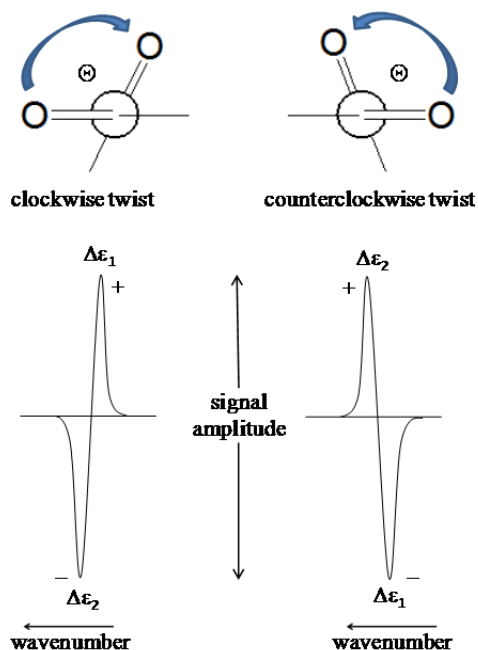 O
Θ
O
clockwise twist
O
Θ
O
counterclockwise twist
Δε₁
+
−
Δε₂
wavenumber
signal
amplitude
Δε₂
+
−
Δε₁
wavenumber